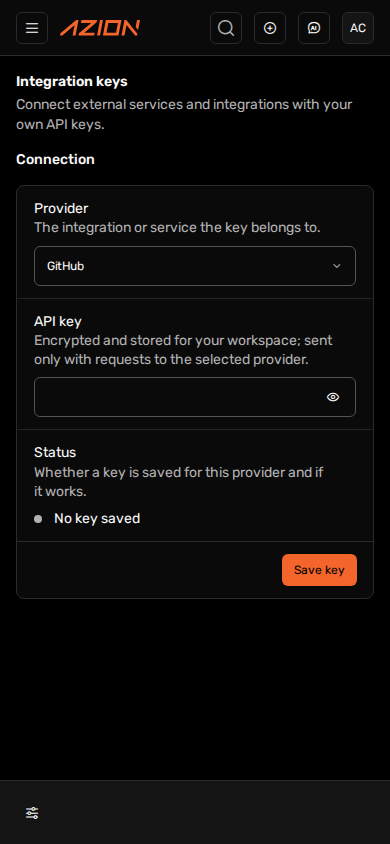 AZION
AI
AC
Integration keys
Connect external services and integrations with your
own API keys.
Connection
Provider
The integration or service the key belongs to.
GitHub
API key
Encrypted and stored for your workspace; sent
only with requests to the selected provider.
Status
Whether a key is saved for this provider and if
it works.
No key saved
Save key